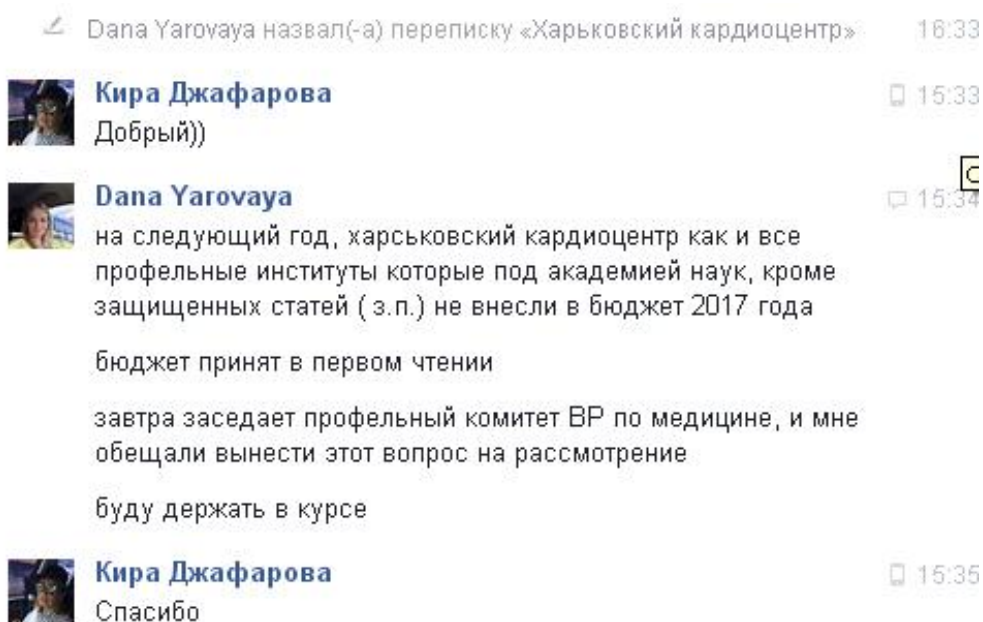 Dana Yarovaya назвал(-а) переписку «Харьковский кардиоцентр» 16:33
Кира Джафарова 15:33
Добрый))
Dana Yarovaya 15:34
на следующий год, харськовский кардиоцентр как и все
профельные институты которые под академией наук, кроме
защищенных статей ( з.п.) не внесли в бюджет 2017 года
бюджет принят в первом чтении
завтра заседает профельный комитет ВР по медицине, и мне
обещали вынести этот вопрос на рассмотрение
буду держать в курсе
Кира Джафарова 15:35
Спасибо